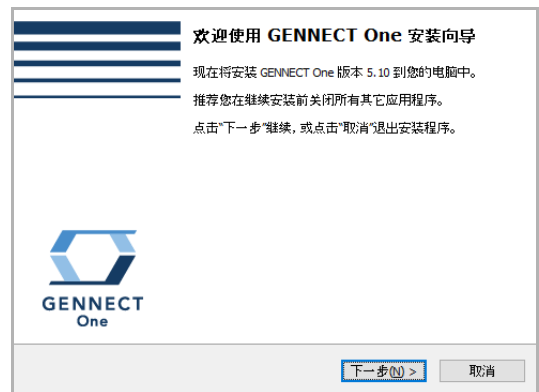 欢迎使用 GENNECT One 安装向导
现在将安装 GENNECT One 版本 5.10 到您的电脑中。
推荐您在继续安装前关闭所有其它应用程序。
点击“下一步”继续, 或点击“取消”退出安装程序。
GENNECT
One
下一步(N) >
取消